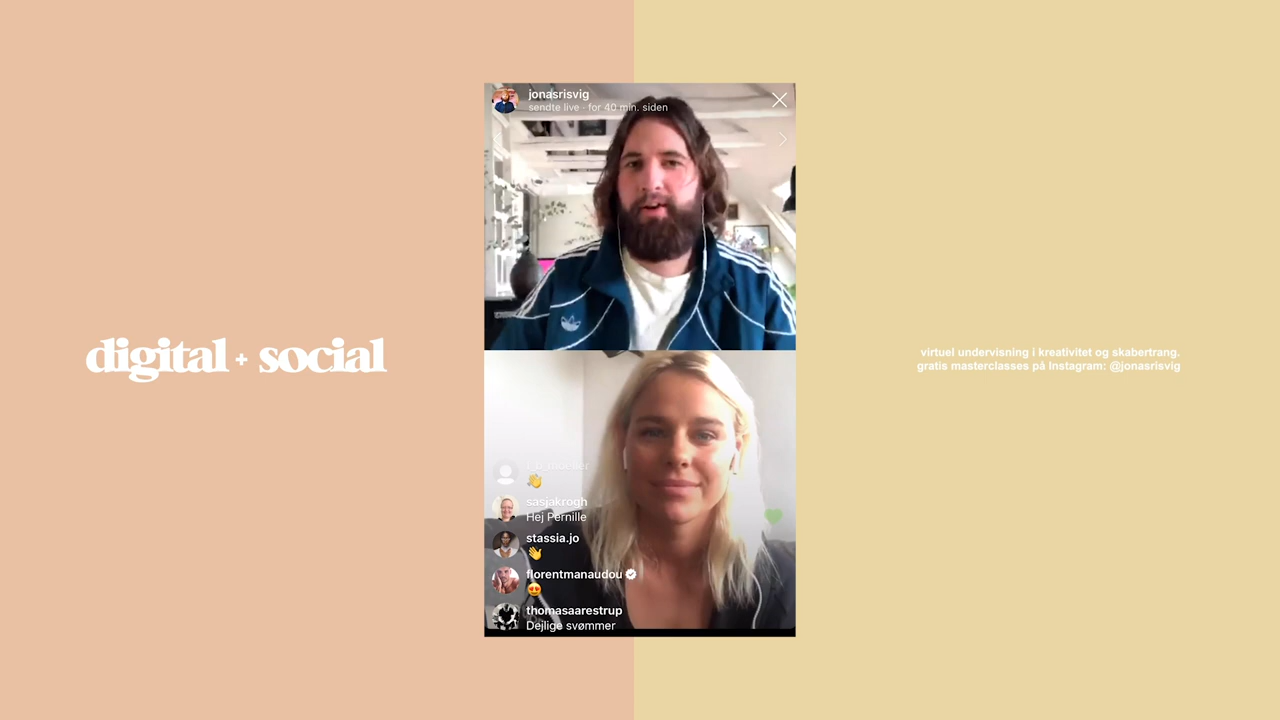 digital + social
jonasrisvig
sendte live · for 40 min. siden
👋
sasjakrogh
Hej Pernille
stassia.jo
👋
florentmanaudou
😍
thomsaarestrup
Dejlige svømmer
virtuel undervisning i kreativitet og skabertrang.
gratis masterclasses på Instagram: @jonasrisvig